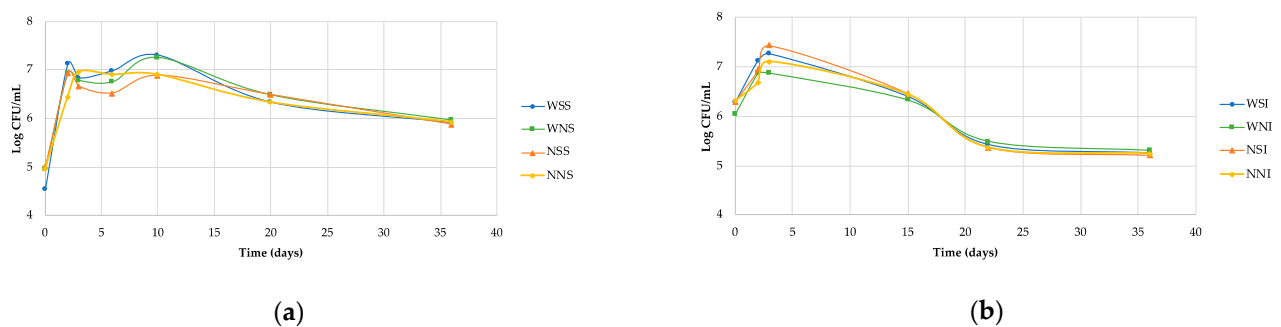 8
7
6
5
4
Log CFU/mL
0 5 10 15 20 25 30 35 40
Time (days)
WSS
WNS
NSS
NNS
(a)
8
7
6
5
4
Log CFU/mL
0 5 10 15 20 25 30 35 40
Time (days)
WSI
WNI
NSI
NNI
(b)